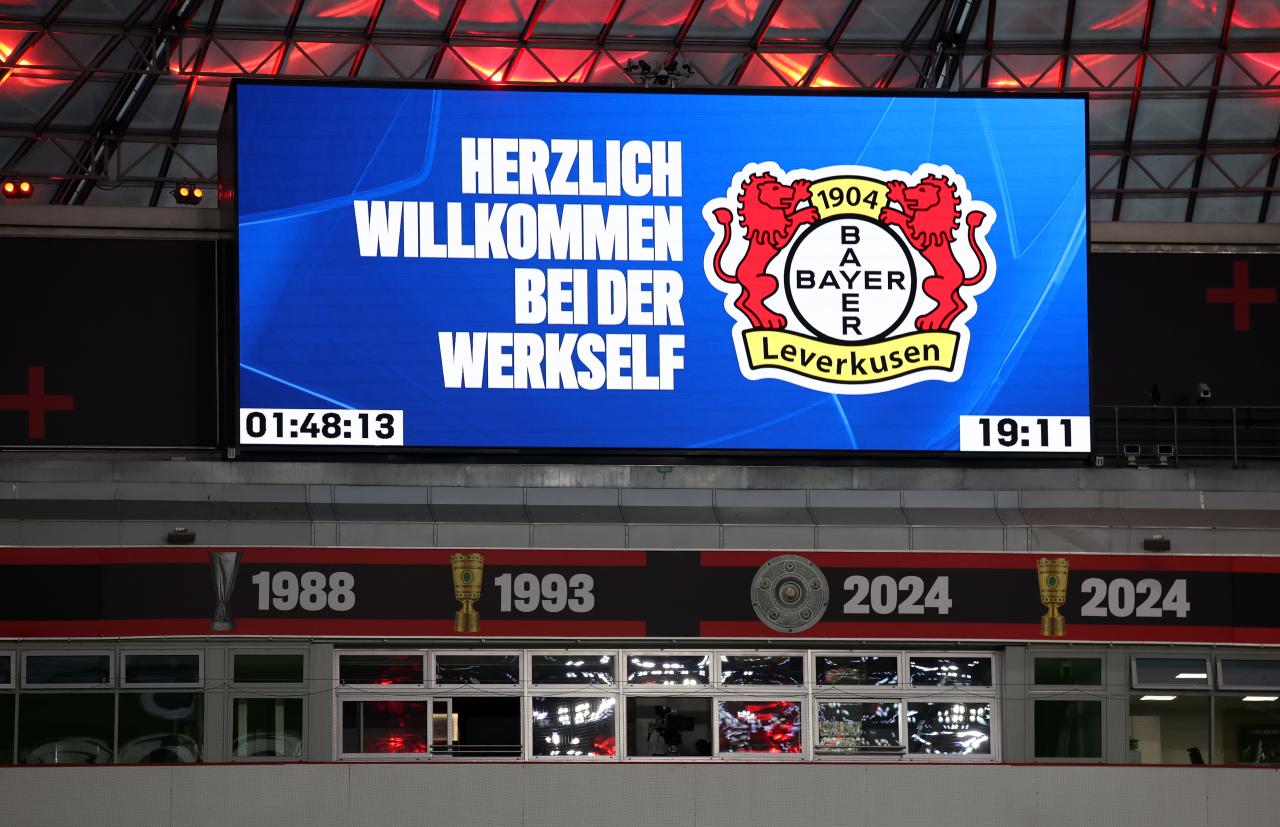 HERZLICH
WILLKOMMEN
BEI DER
WERKSELF
1904
BAYER
BAYER
Leverkusen
01:48:13
19:11
1988
1993
2024
2024